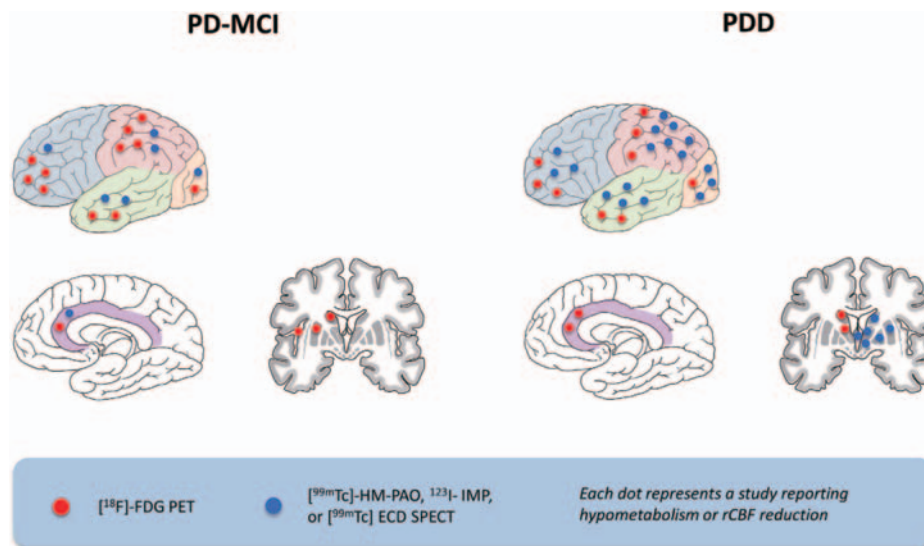 PD-MCI
PDD
[¹⁸F]-FDG PET
[⁹⁹ᵐTc]-HM-PAO, ¹²³I- IMP,
or [⁹⁹ᵐTc] ECD SPECT
Each dot represents a study reporting
hypometabolism or rCBF reduction